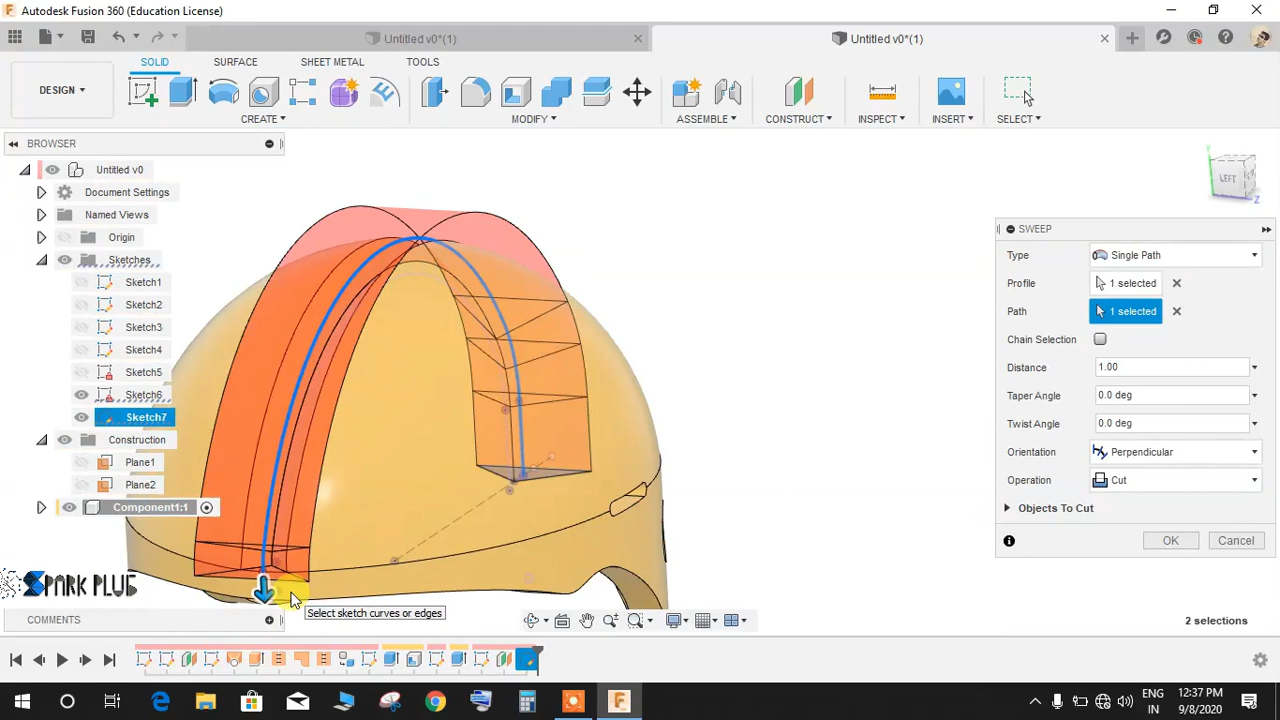 Autodesk Fusion 360 (Education License)
Untitled v0*(1)
Untitled v0*(1)
DESIGN
SOLID
SURFACE
SHEET METAL
TOOLS
CREATE
MODIFY
ASSEMBLE
CONSTRUCT
INSPECT
INSERT
SELECT
BROWSER
Untitled v0
Document Settings
Named Views
Origin
Sketches
Sketch1
Sketch2
Sketch3
Sketch4
Sketch5
Sketch6
Sketch7
Construction
Plane1
Plane2
Component1:1
LEFT
Y
Z
SWEEP
Type
Single Path
Profile
1 selected
Path
1 selected
Chain Selection
Distance
1.00
Taper Angle
0.0 deg
Twist Angle
0.0 deg
Orientation
Perpendicular
Operation
Cut
Objects To Cut
OK
Cancel
SPARK PLUG
Select sketch curves or edges
COMMENTS
2 selections
ENG
IN
12:37 PM
9/8/2020